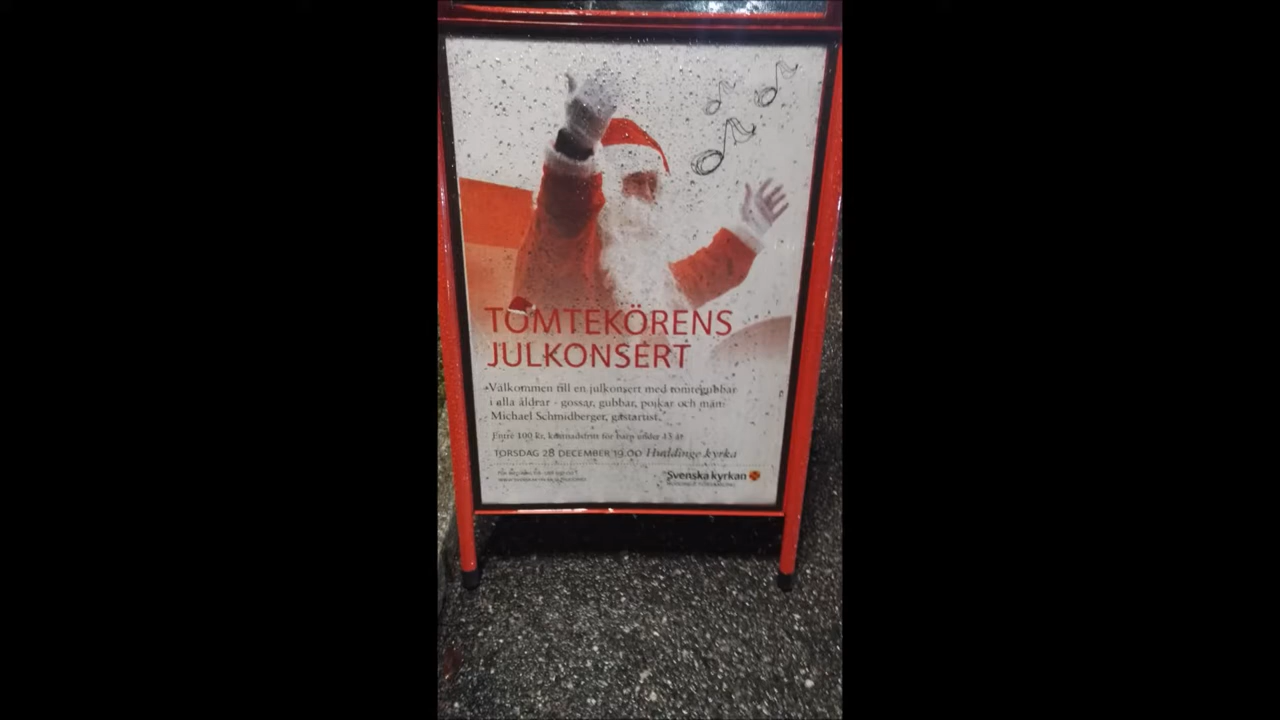 TOMTEKÖRENS
JULKONSERT
Välkommen till en julkonsert med tomtegubbar
i alla åldrar - gossar, gubbar, pojkar och män.
Michael Schmidberger, gästartist.
Entré 100 kr, kostnadsfritt för barn under 13 år
TORSDAG 28 DECEMBER 19.00 Huddinge kyrka
Svenska kyrkan